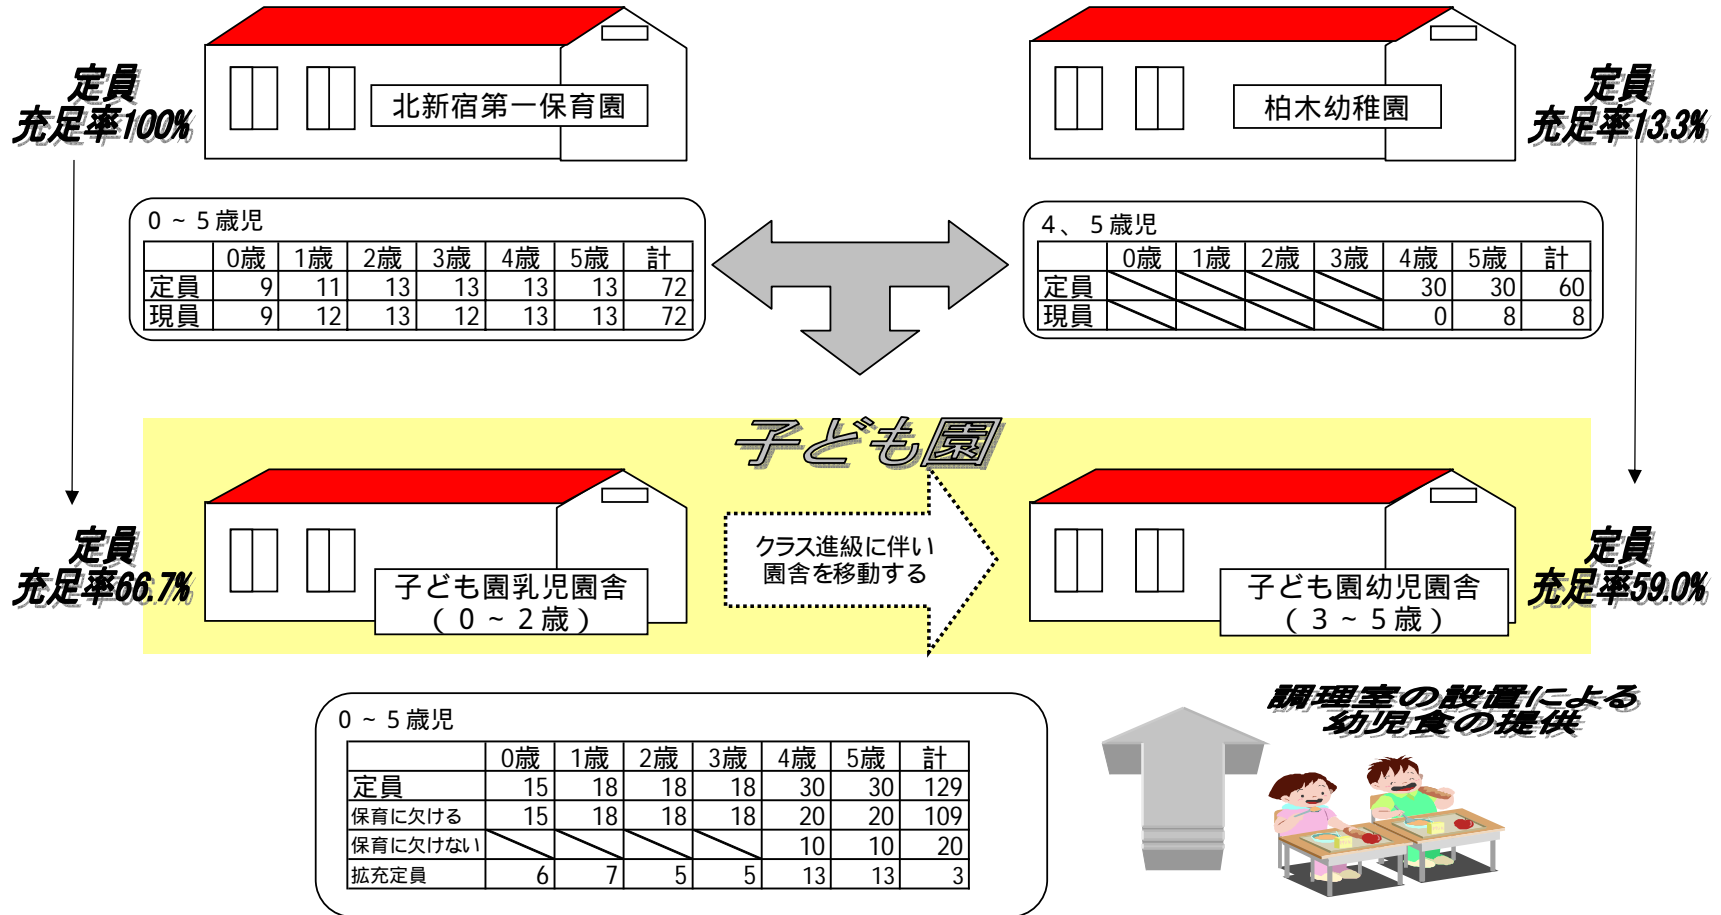 定員
充足率100%
北新宿第一保育園
柏木幼稚園
定員
充足率13.3%
0～5歳児
0歳 1歳 2歳 3歳 4歳 5歳 計
定員 9 11 13 13 13 13 72
現員 9 12 13 12 13 13 72
4、5歳児
0歳 1歳 2歳 3歳 4歳 5歳 計
定員 30 30 60
現員 0 8 8
子ども園
定員
充足率66.7%
子ども園乳児園舎
(0～2歳)
クラス進級に伴い
園舎を移動する
子ども園幼児園舎
(3～5歳)
定員
充足率59.0%
0～5歳児
0歳 1歳 2歳 3歳 4歳 5歳 計
定員 15 18 18 18 30 30 129
保育に欠ける 15 18 18 18 20 20 109
保育に欠けない 10 10 20
拡充定員 6 7 5 5 13 13 3
調理室の設置による
幼児食の提供